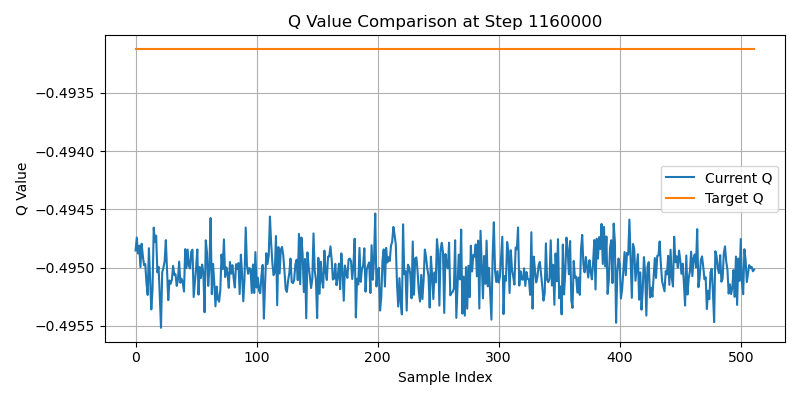 Q Value Comparison at Step 1160000
Q Value
−0.4935
−0.4940
−0.4945
−0.4950
−0.4955
Current Q
Target Q
0
100
200
300
400
500
Sample Index